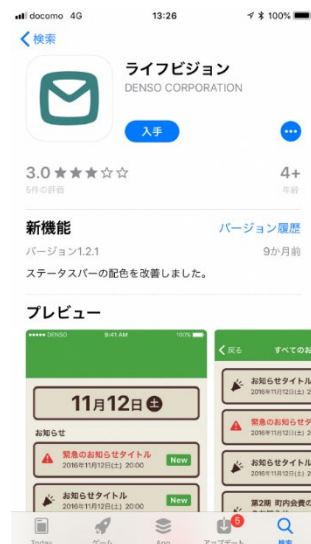 docomo 4G 13:26 100%
検索
ライフビジョン
DENSO CORPORATION
入手
3.0 ★★★☆☆ 4+
5件の評価 年齢
新機能 バージョン履歴
バージョン1.2.1 9か月前
ステータスバーの配色を改善しました。
プレビュー
DENSO 9:41 AM 100%
戻る すべてのお
11月12日 土
お知らせ
緊急のお知らせタイトル
2016年11月12日(土) 20:00 New
お知らせタイトル
2016年11月12日(土) 20:00 New
お知らせタイトル
2016年11月12日(土) 2
緊急のお知らせタ
2016年11月12日(土) 2
お知らせタイトル
2016年11月12日(土) 2
第2期 町内会費の
Today ゲーム App アップデート 検索
5